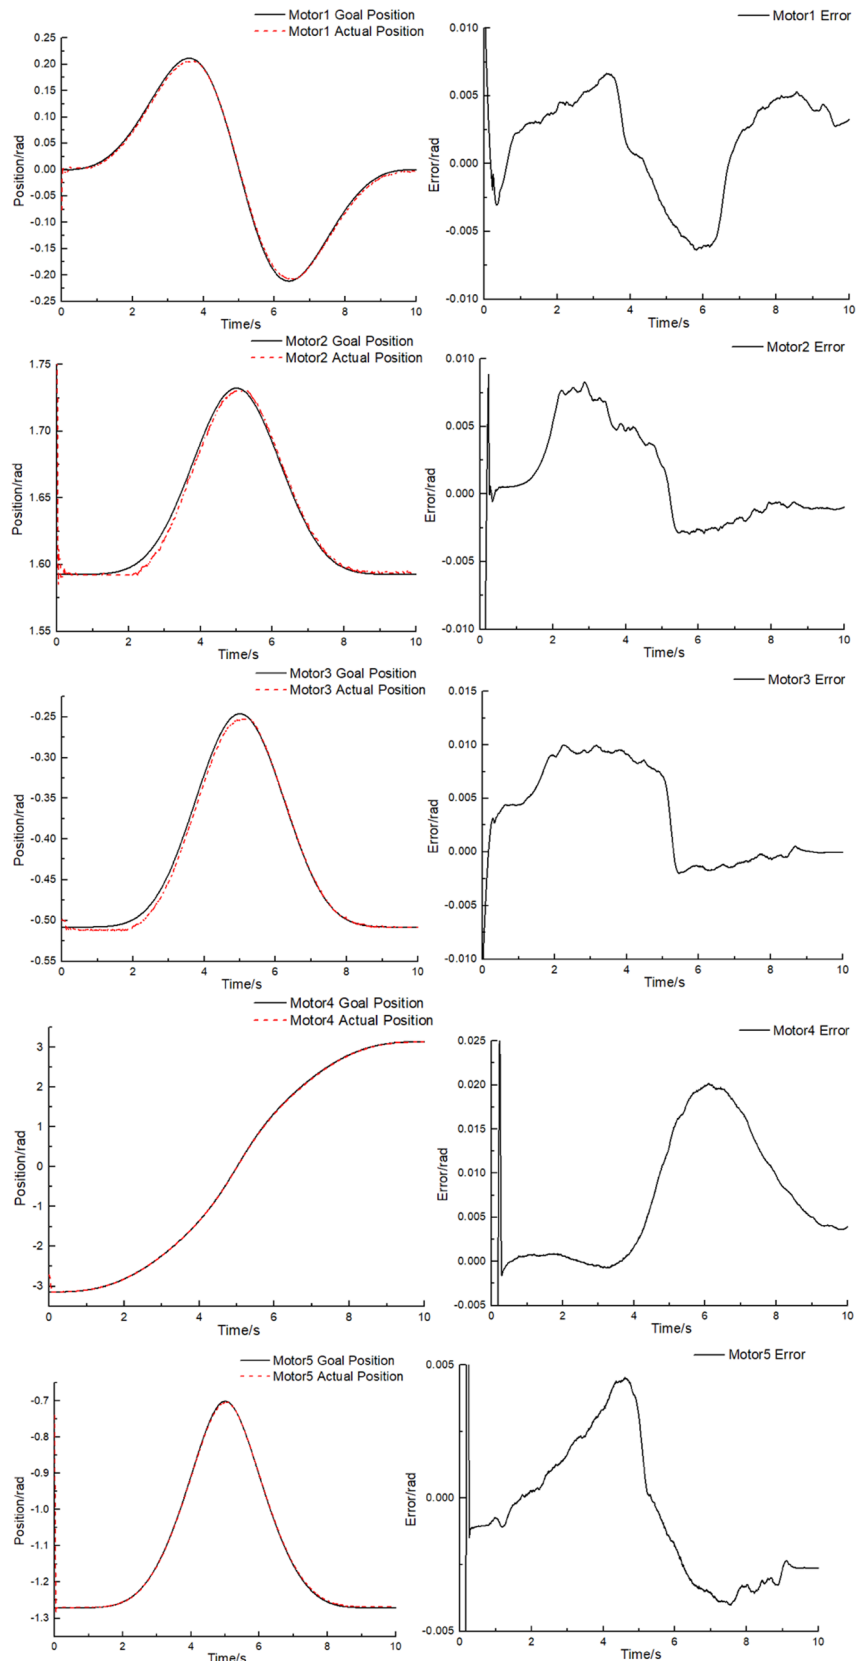 Motor1 Goal Position
Motor1 Actual Position
0.25
0.20
0.15
0.10
0.05
0.00
-0.05
-0.10
-0.15
-0.20
-0.25
Position/rad
0 2 4 6 8 10
Time/s
Motor1 Error
0.010
0.005
0.000
-0.005
-0.010
Error/rad
0 2 4 6 8 10
Time/s
Motor2 Goal Position
Motor2 Actual Position
1.75
1.70
1.65
1.60
1.55
Position/rad
0 2 4 6 8 10
Time/s
Motor2 Error
0.010
0.005
0.000
-0.005
-0.010
Error/rad
0 2 4 6 8 10
Time/s
Motor3 Goal Position
Motor3 Actual Position
-0.25
-0.30
-0.35
-0.40
-0.45
-0.50
-0.55
Position/rad
0 2 4 6 8 10
Time/s
Motor3 Error
0.015
0.010
0.005
0.000
-0.005
-0.010
Error/rad
0 2 4 6 8 10
Time/s
Motor4 Goal Position
Motor4 Actual Position
3
2
1
0
-1
-2
-3
Position/rad
0 2 4 6 8 10
Time/s
Motor4 Error
0.025
0.020
0.015
0.010
0.005
0.000
-0.005
Error/rad
0 2 4 6 8 10
Time/s
Motor5 Goal Position
Motor5 Actual Position
-0.7
-0.8
-0.9
-1.0
-1.1
-1.2
-1.3
Position/rad
0 2 4 6 8 10
Time/s
Motor5 Error
0.005
0.000
-0.005
Error/rad
0 2 4 6 8 10
Time/s